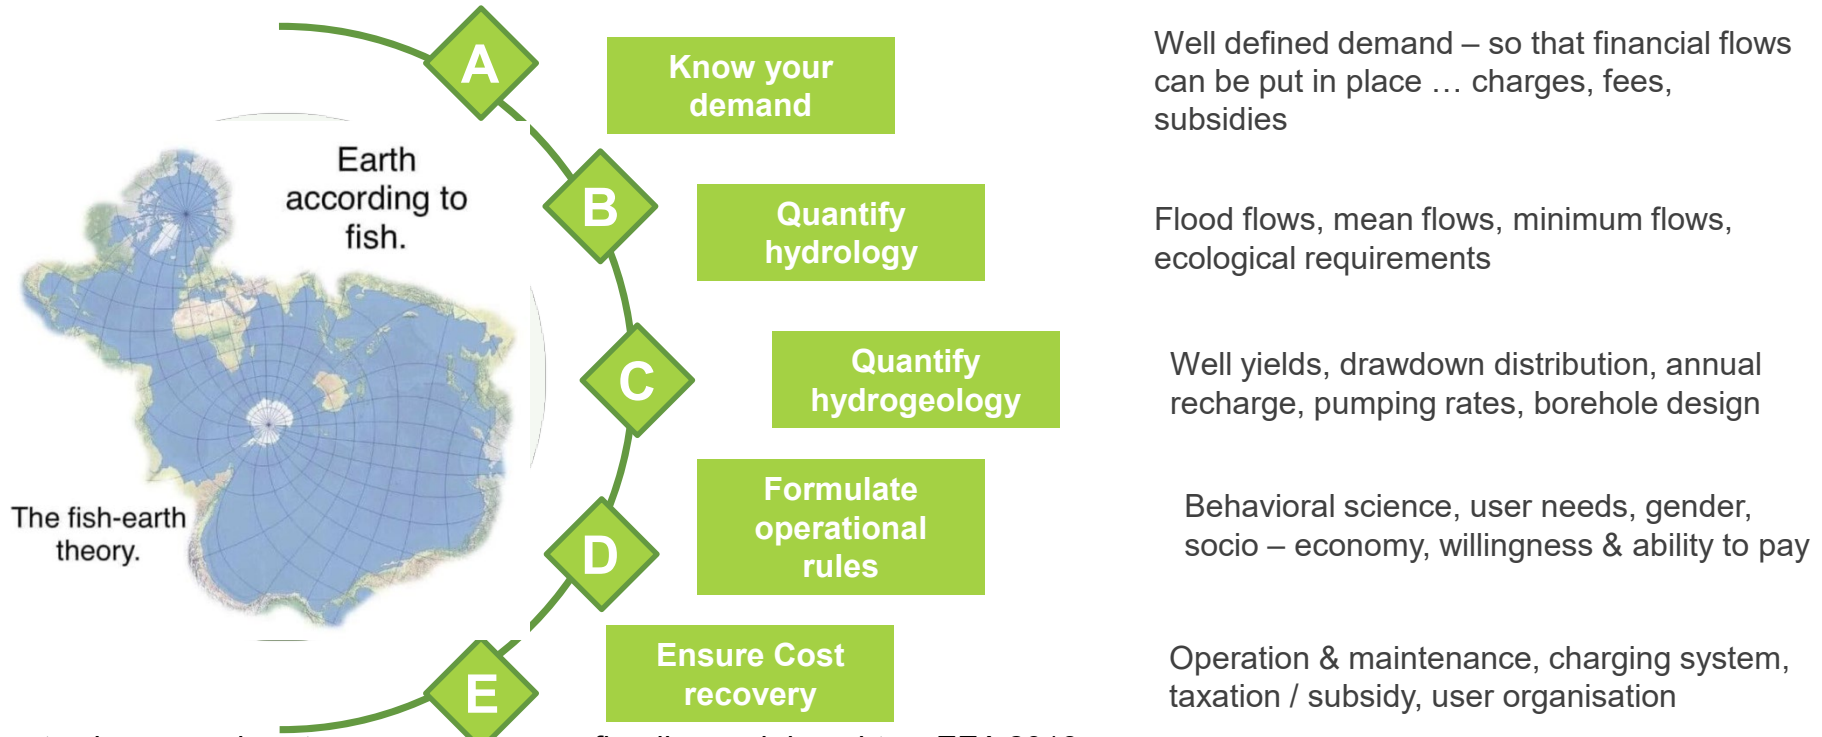 A
Know your
demand
Well defined demand – so that financial flows
can be put in place … charges, fees,
subsidies
Earth
according to
fish.
B
Quantify
hydrology
Flood flows, mean flows, minimum flows,
ecological requirements
C
Quantify
hydrogeology
Well yields, drawdown distribution, annual
recharge, pumping rates, borehole design
The fish-earth
theory.
D
Formulate
operational
rules
Behavioral science, user needs, gender,
socio – economy, willingness & ability to pay
E
Ensure Cost
recovery
Operation & maintenance, charging system,
taxation / subsidy, user organisation